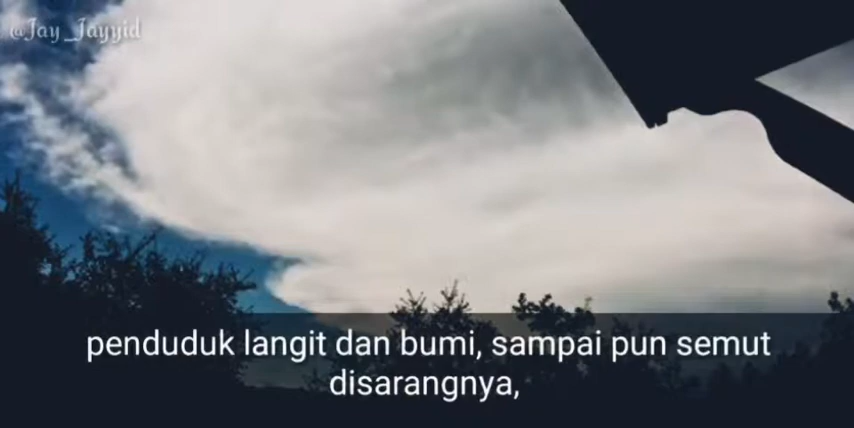 @Jay_Jayyid
penduduk langit dan bumi, sampai pun semut
disarangnya,